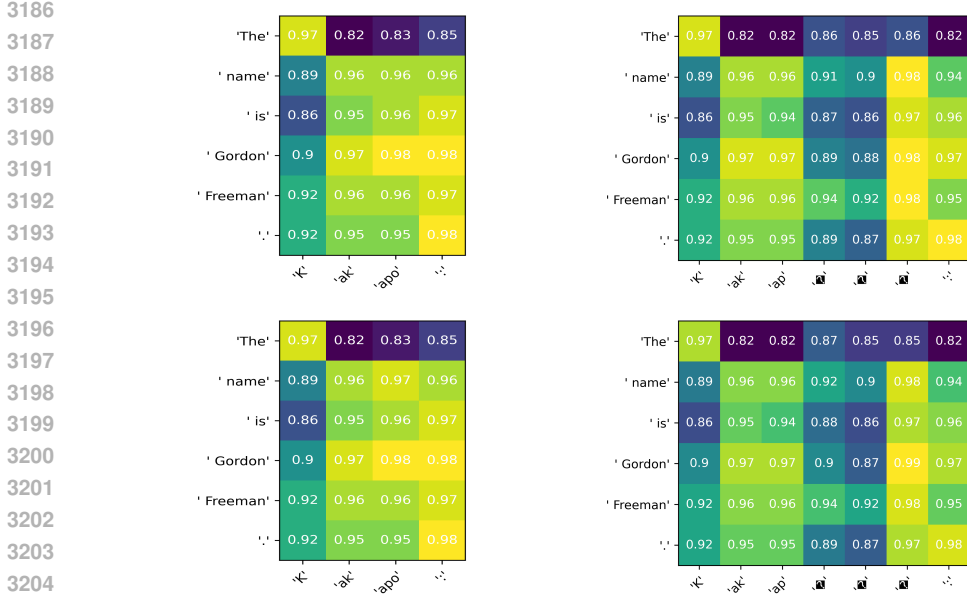 3186
3187
3188
3189
3190
3191
3192
3193
3194
3195
3196
3197
3198
3199
3200
3201
3202
3203
3204
'The' 0.97 0.82 0.83 0.85
' name' 0.89 0.96 0.96 0.96
' is' 0.86 0.95 0.96 0.97
' Gordon' 0.9 0.97 0.98 0.98
' Freeman' 0.92 0.96 0.96 0.97
'.' 0.92 0.95 0.95 0.98
'K' 'ak' 'apo' ':'
'The' 0.97 0.82 0.82 0.86 0.85 0.86 0.82
' name' 0.89 0.96 0.96 0.91 0.9 0.98 0.94
' is' 0.86 0.95 0.94 0.87 0.86 0.97 0.96
' Gordon' 0.9 0.97 0.97 0.89 0.88 0.98 0.97
' Freeman' 0.92 0.96 0.96 0.94 0.92 0.98 0.95
'.' 0.92 0.95 0.95 0.89 0.87 0.97 0.98
'K' 'ak' 'ap' '�' '�' '�' ':'
'The' 0.97 0.82 0.83 0.85
' name' 0.89 0.96 0.97 0.96
' is' 0.86 0.95 0.96 0.97
' Gordon' 0.9 0.97 0.98 0.98
' Freeman' 0.92 0.96 0.96 0.97
'.' 0.92 0.95 0.95 0.98
'K' 'ak' 'apo' ':'
'The' 0.97 0.82 0.82 0.87 0.85 0.85 0.82
' name' 0.89 0.96 0.96 0.92 0.9 0.98 0.94
' is' 0.86 0.95 0.94 0.88 0.86 0.97 0.96
' Gordon' 0.9 0.97 0.97 0.9 0.87 0.99 0.97
' Freeman' 0.92 0.96 0.96 0.94 0.92 0.98 0.95
'.' 0.92 0.95 0.95 0.89 0.87 0.97 0.98
'K' 'ak' 'ap' '�' '�' '�' ':'